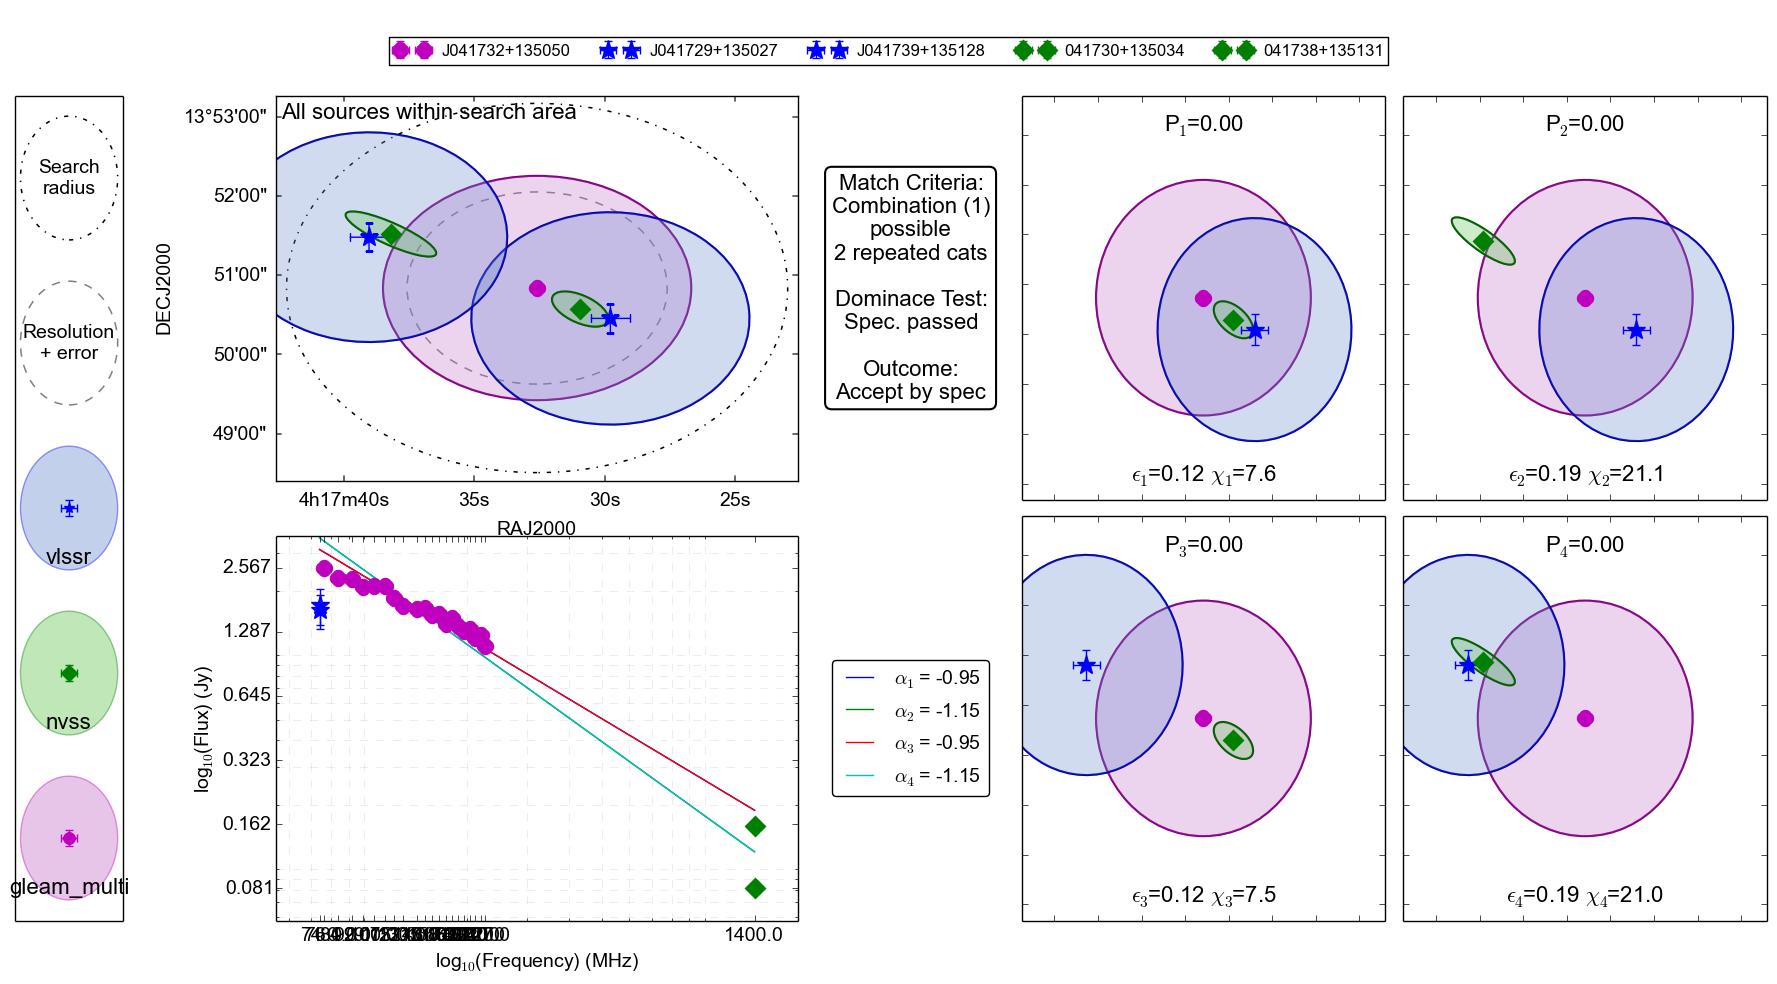 J041732+135050 J041729+135027 J041739+135128 041730+135034 041738+135131
Search
radius
Resolution
+ error
vlssr
nvss
gleam_multi
All sources within search area
13°53'00"
52'00"
51'00"
50'00"
49'00"
DECJ2000
4h17m40s 35s 30s 25s
RAJ2000
Match Criteria:
Combination (1)
possible
2 repeated cats
Dominace Test:
Spec. passed
Outcome:
Accept by spec
P1=0.00
ϵ1=0.12 χ1=7.6
P2=0.00
ϵ2=0.19 χ2=21.1
P3=0.00
ϵ3=0.12 χ3=7.5
P4=0.00
ϵ4=0.19 χ4=21.0
2.567
1.287
0.645
0.323
0.162
0.081
log10(Flux) (Jy)
1400.0
log10(Frequency) (MHz)
α1 = -0.95
α2 = -1.15
α3 = -0.95
α4 = -1.15